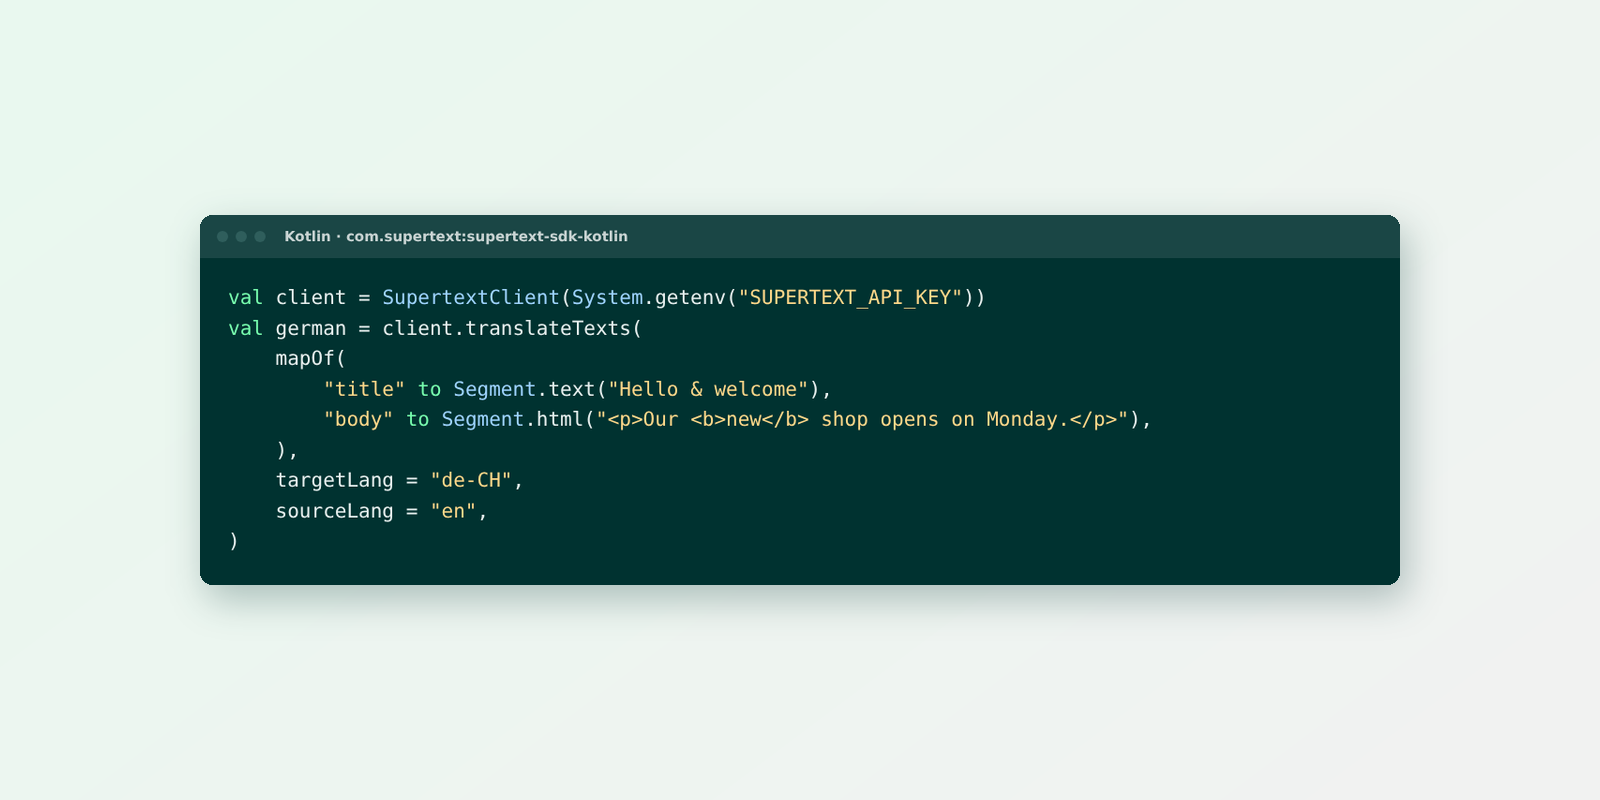 Kotlin · com.supertext:supertext-sdk-kotlin
val client = SupertextClient(System.getenv("SUPERTEXT_API_KEY"))
val german = client.translateTexts(
    mapOf(
        "title" to Segment.text("Hello & welcome"),
        "body" to Segment.html("<p>Our <b>new</b> shop opens on Monday.</p>"),
    ),
    targetLang = "de-CH",
    sourceLang = "en",
)